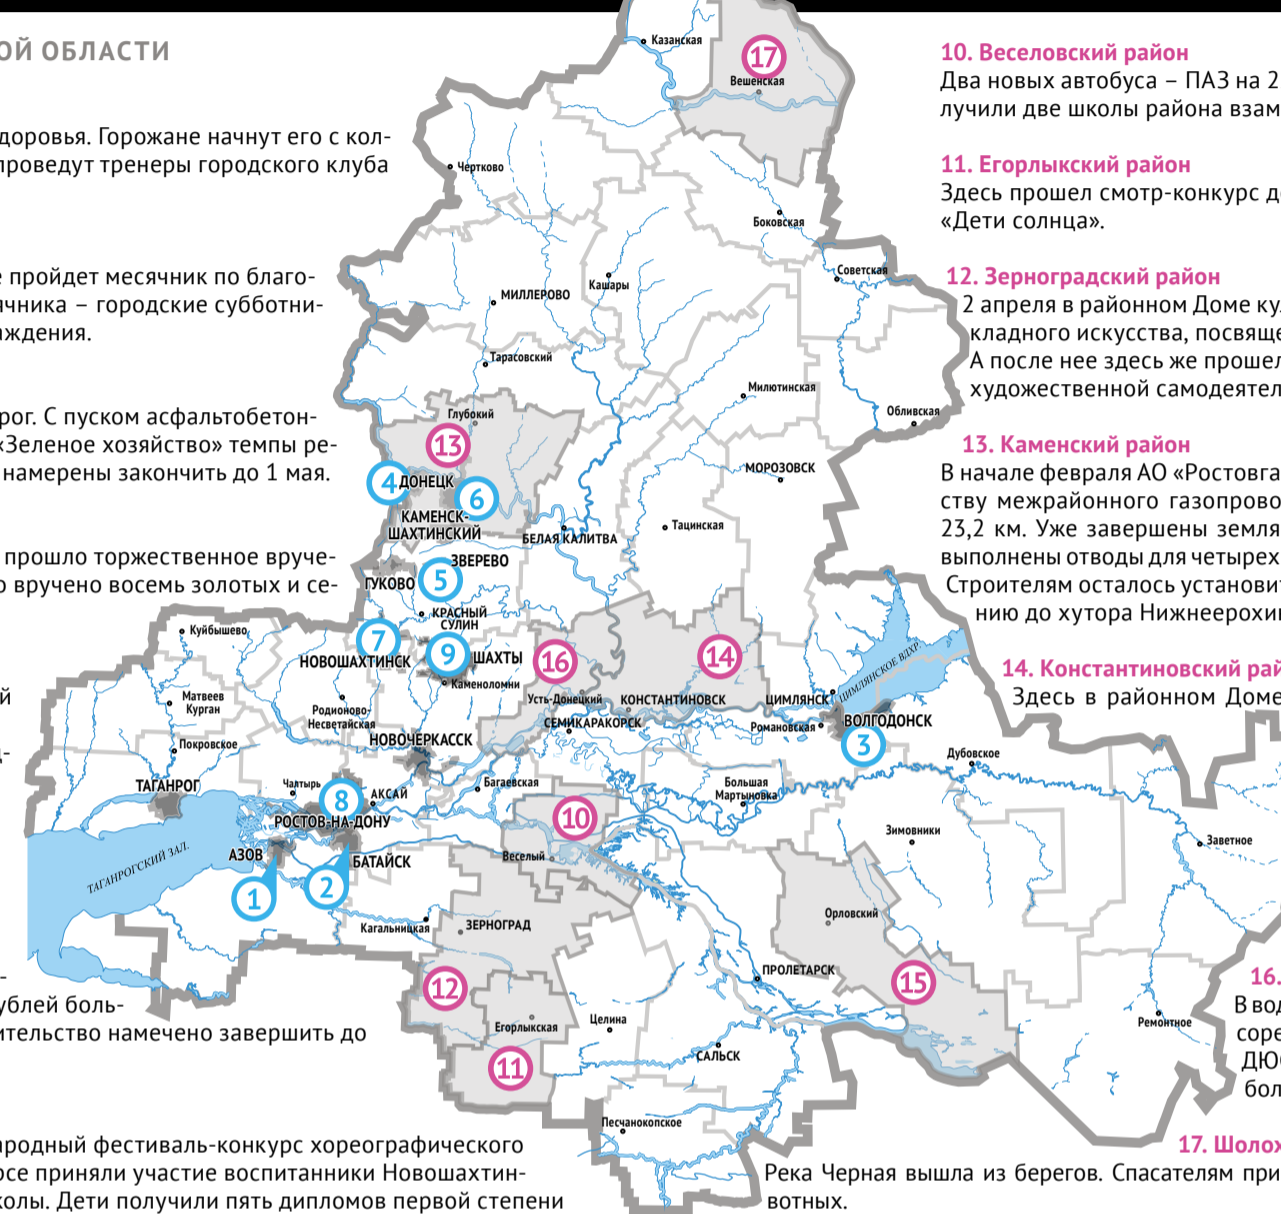 ОЙ ОБЛАСТИ
доровья. Горожане начнут его с кол-
проведут тренеры городского клуба
е пройдет месячник по благо-
ячника – городские субботни-
аждения.
рог. С пуском асфальтобетон-
«Зеленое хозяйство» темпы ре-
намерены закончить до 1 мая.
прошло торжественное вруче-
о вручено восемь золотых и се-
й
ц-
-
ублей боль-
ительство намечено завершить до
ародный фестиваль-конкурс хореографического
осе приняли участие воспитанники Новошахтин-
колы. Дети получили пять дипломов первой степени
Казанская
17
Вешенская
Чертково
Боковская
Советская
Кашары
МИЛЛЕРОВО
Тарасовский
Милютинская
Обливская
Глубокий
13
4
ДОНЕЦК
6
КАМЕНСК-
ШАХТИНСКИЙ
МОРОЗОВСК
Тацинская
БЕЛАЯ КАЛИТВА
ЗВЕРЕВО
ГУКОВО
5
КРАСНЫЙ
СУЛИН
Куйбышево
7
НОВОШАХТИНСК
9
ШАХТЫ
Каменоломни
16
14
Матвеев
Курган
Родионово-
Несветайская
Усть-Донецкий
КОНСТАНТИНОВСК
ЦИМЛЯНСК
ЦИМЛЯНСКОЕ ВДХР.
СЕМИКАРАКОРСК
Романовская
ВОЛГОДОНСК
3
Покровское
НОВОЧЕРКАССК
Дубовское
ТАГАНРОГ
Чалтырь
8
АКСАЙ
Багаевская
Большая
Мартыновка
РОСТОВ-НА-ДОНУ
10
Зимовники
Заветное
ТАГАНРОГСКИЙ ЗАЛ.
АЗОВ
БАТАЙСК
Веселый
1
2
Кагальницкая
ЗЕРНОГРАД
Орловский
12
ПРОЛЕТАРСК
15
Егорлыкская
Целина
Ремонтное
11
САЛЬСК
Песчанокопское
10. Веселовский район
Два новых автобуса – ПАЗ на 2
лучили две школы района взам
11. Егорлыкский район
Здесь прошел смотр-конкурс д
«Дети солнца».
12. Зерноградский район
2 апреля в районном Доме ку
кладного искусства, посвяще
А после нее здесь же прошел
художественной самодеятел
13. Каменский район
В начале февраля АО «Ростовга
ству межрайонного газопрово
23,2 км. Уже завершены земля
выполнены отводы для четырех
Строителям осталось установит
нию до хутора Нижнеерохи
14. Константиновский рай
Здесь в районном Доме
16.
В вод
соре
ДЮ
бол
17. Шолох
Река Черная вышла из берегов. Спасателям при
вотных.